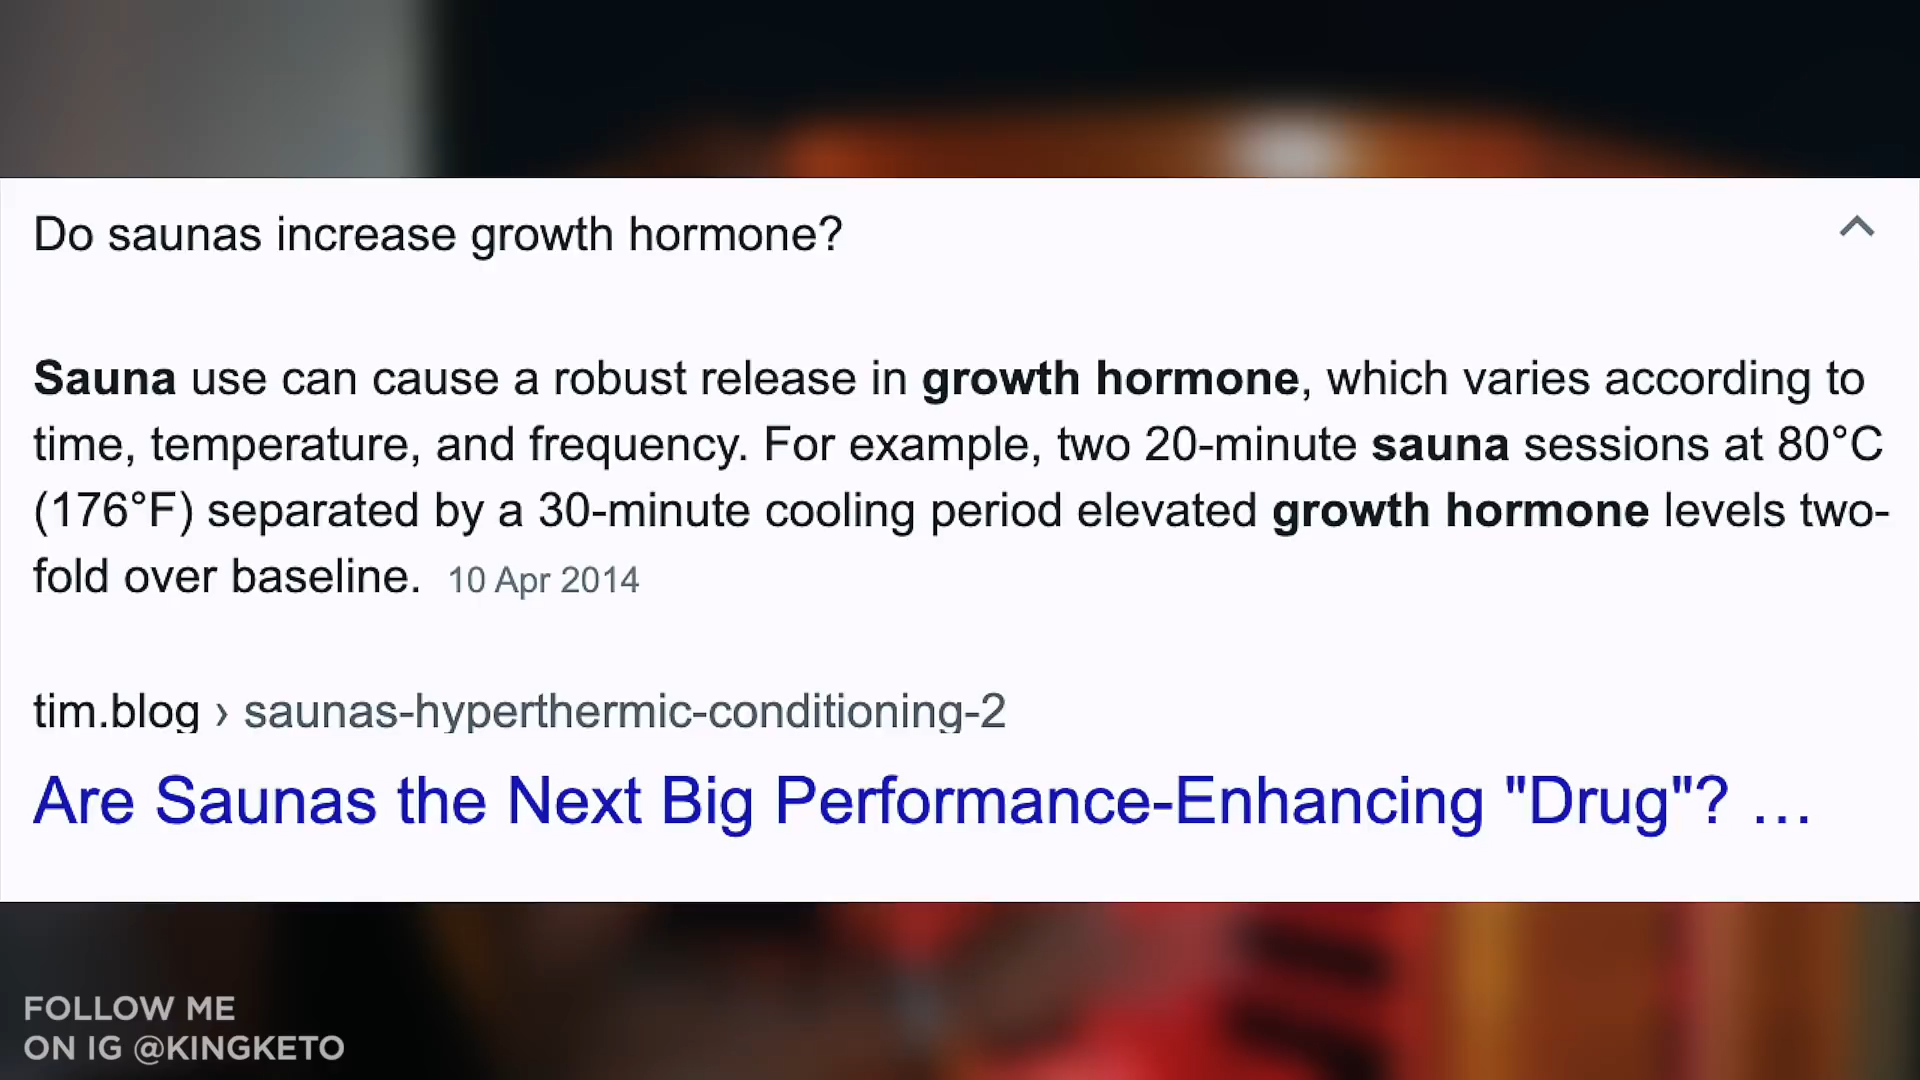 Do saunas increase growth hormone?
Sauna use can cause a robust release in growth hormone, which varies according to
time, temperature, and frequency. For example, two 20-minute sauna sessions at 80°C
(176°F) separated by a 30-minute cooling period elevated growth hormone levels two-
fold over baseline. 10 Apr 2014
tim.blog › saunas-hyperthermic-conditioning-2
Are Saunas the Next Big Performance-Enhancing "Drug"? ...
FOLLOW ME
ON IG @KINGKETO